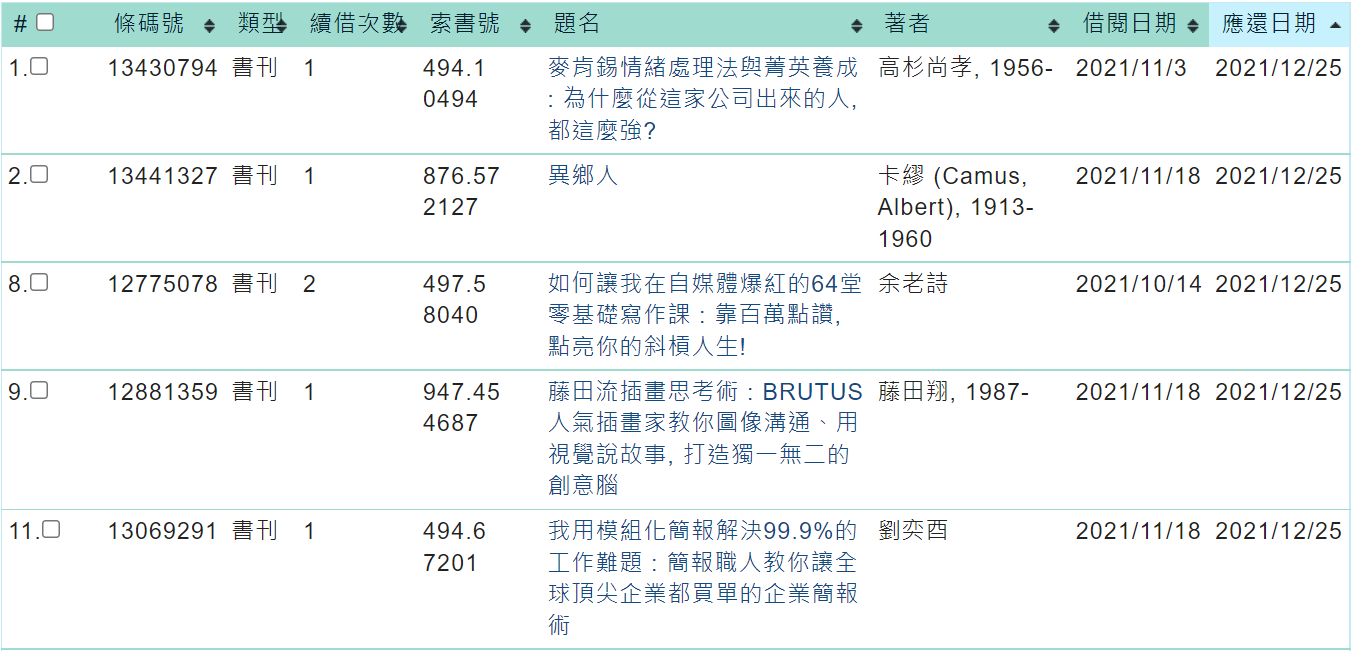 # 條碼號 類型 續借次數 索書號 題名 著者 借閱日期 應還日期
1. 13430794 書刊 1 494.1 麥肯錫情緒處理法與菁英養成 高杉尚孝, 1956- 2021/11/3 2021/12/25
0494 : 為什麼從這家公司出來的人,
都這麼強?
2. 13441327 書刊 1 876.57 異鄉人 卡繆 (Camus, 2021/11/18 2021/12/25
2127 Albert), 1913-
1960
8. 12775078 書刊 2 497.5 如何讓我在自媒體爆紅的64堂 余老詩 2021/10/14 2021/12/25
8040 零基礎寫作課 : 靠百萬點讚,
點亮你的斜槓人生!
9. 12881359 書刊 1 947.45 藤田流插畫思考術 : BRUTUS 藤田翔, 1987- 2021/11/18 2021/12/25
4687 人氣插畫家教你圖像溝通、用
視覺說故事, 打造獨一無二的
創意腦
11. 13069291 書刊 1 494.6 我用模組化簡報解決99.9%的 劉奕酉 2021/11/18 2021/12/25
7201 工作難題 : 簡報職人教你讓全
球頂尖企業都買單的企業簡報
術